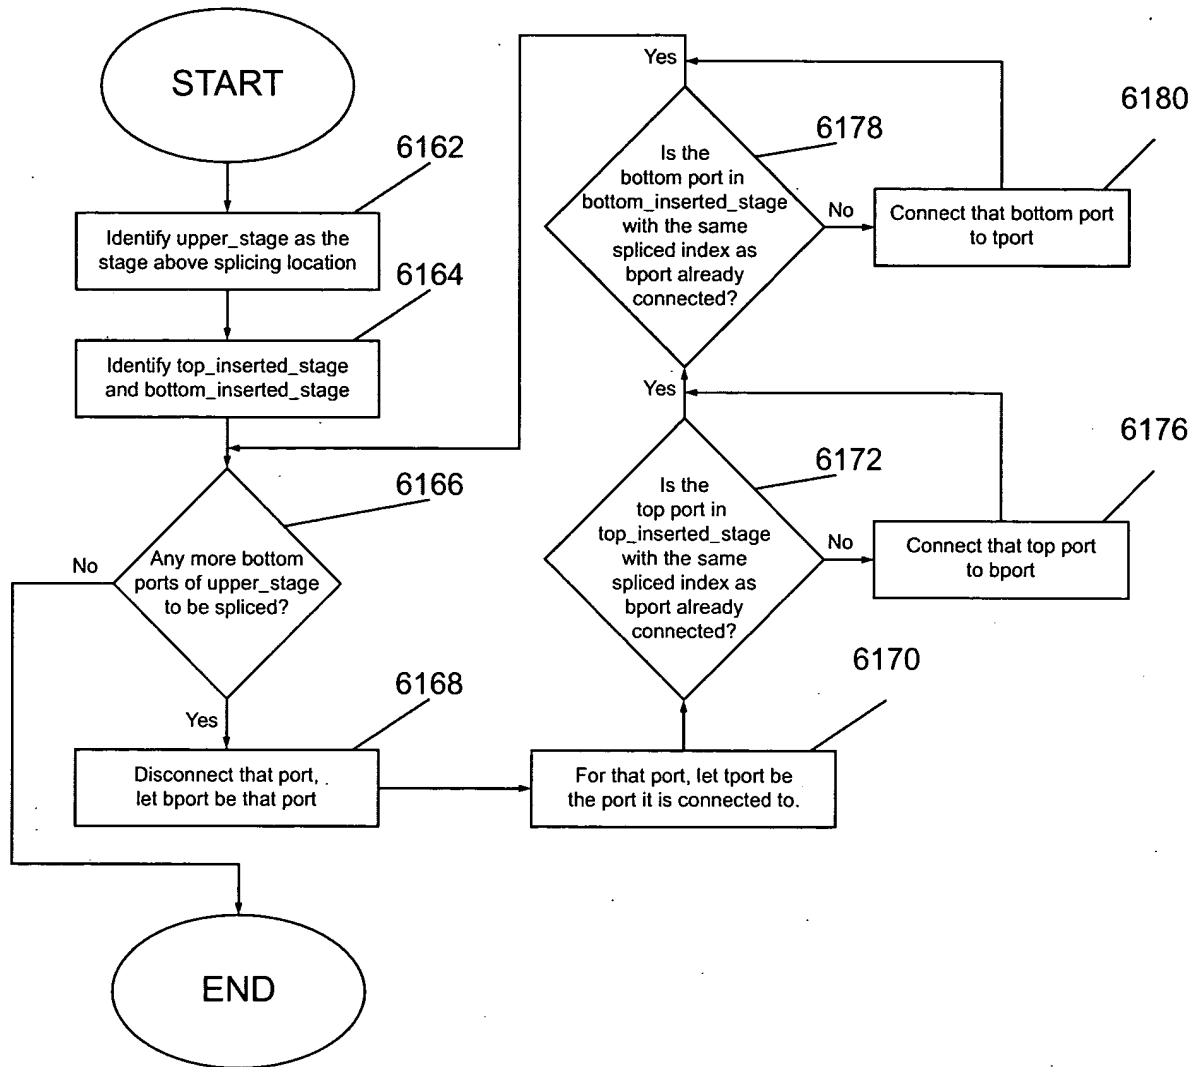 START
6162
Identify upper_stage as the
stage above splicing location
6164
Identify top_inserted_stage
and bottom_inserted_stage
6166
Any more bottom
ports of upper_stage
to be spliced?
No
Yes
6168
Disconnect that port,
let bport be that port
6170
For that port, let tport be
the port it is connected to.
6172
Is the
top port in
top_inserted_stage
with the same
spliced index as
bport already
connected?
No
6176
Connect that top port
to bport
Yes
6178
Is the
bottom port in
bottom_inserted_stage
with the same
spliced index as
bport already
connected?
No
6180
Connect that bottom port
to tport
Yes
END